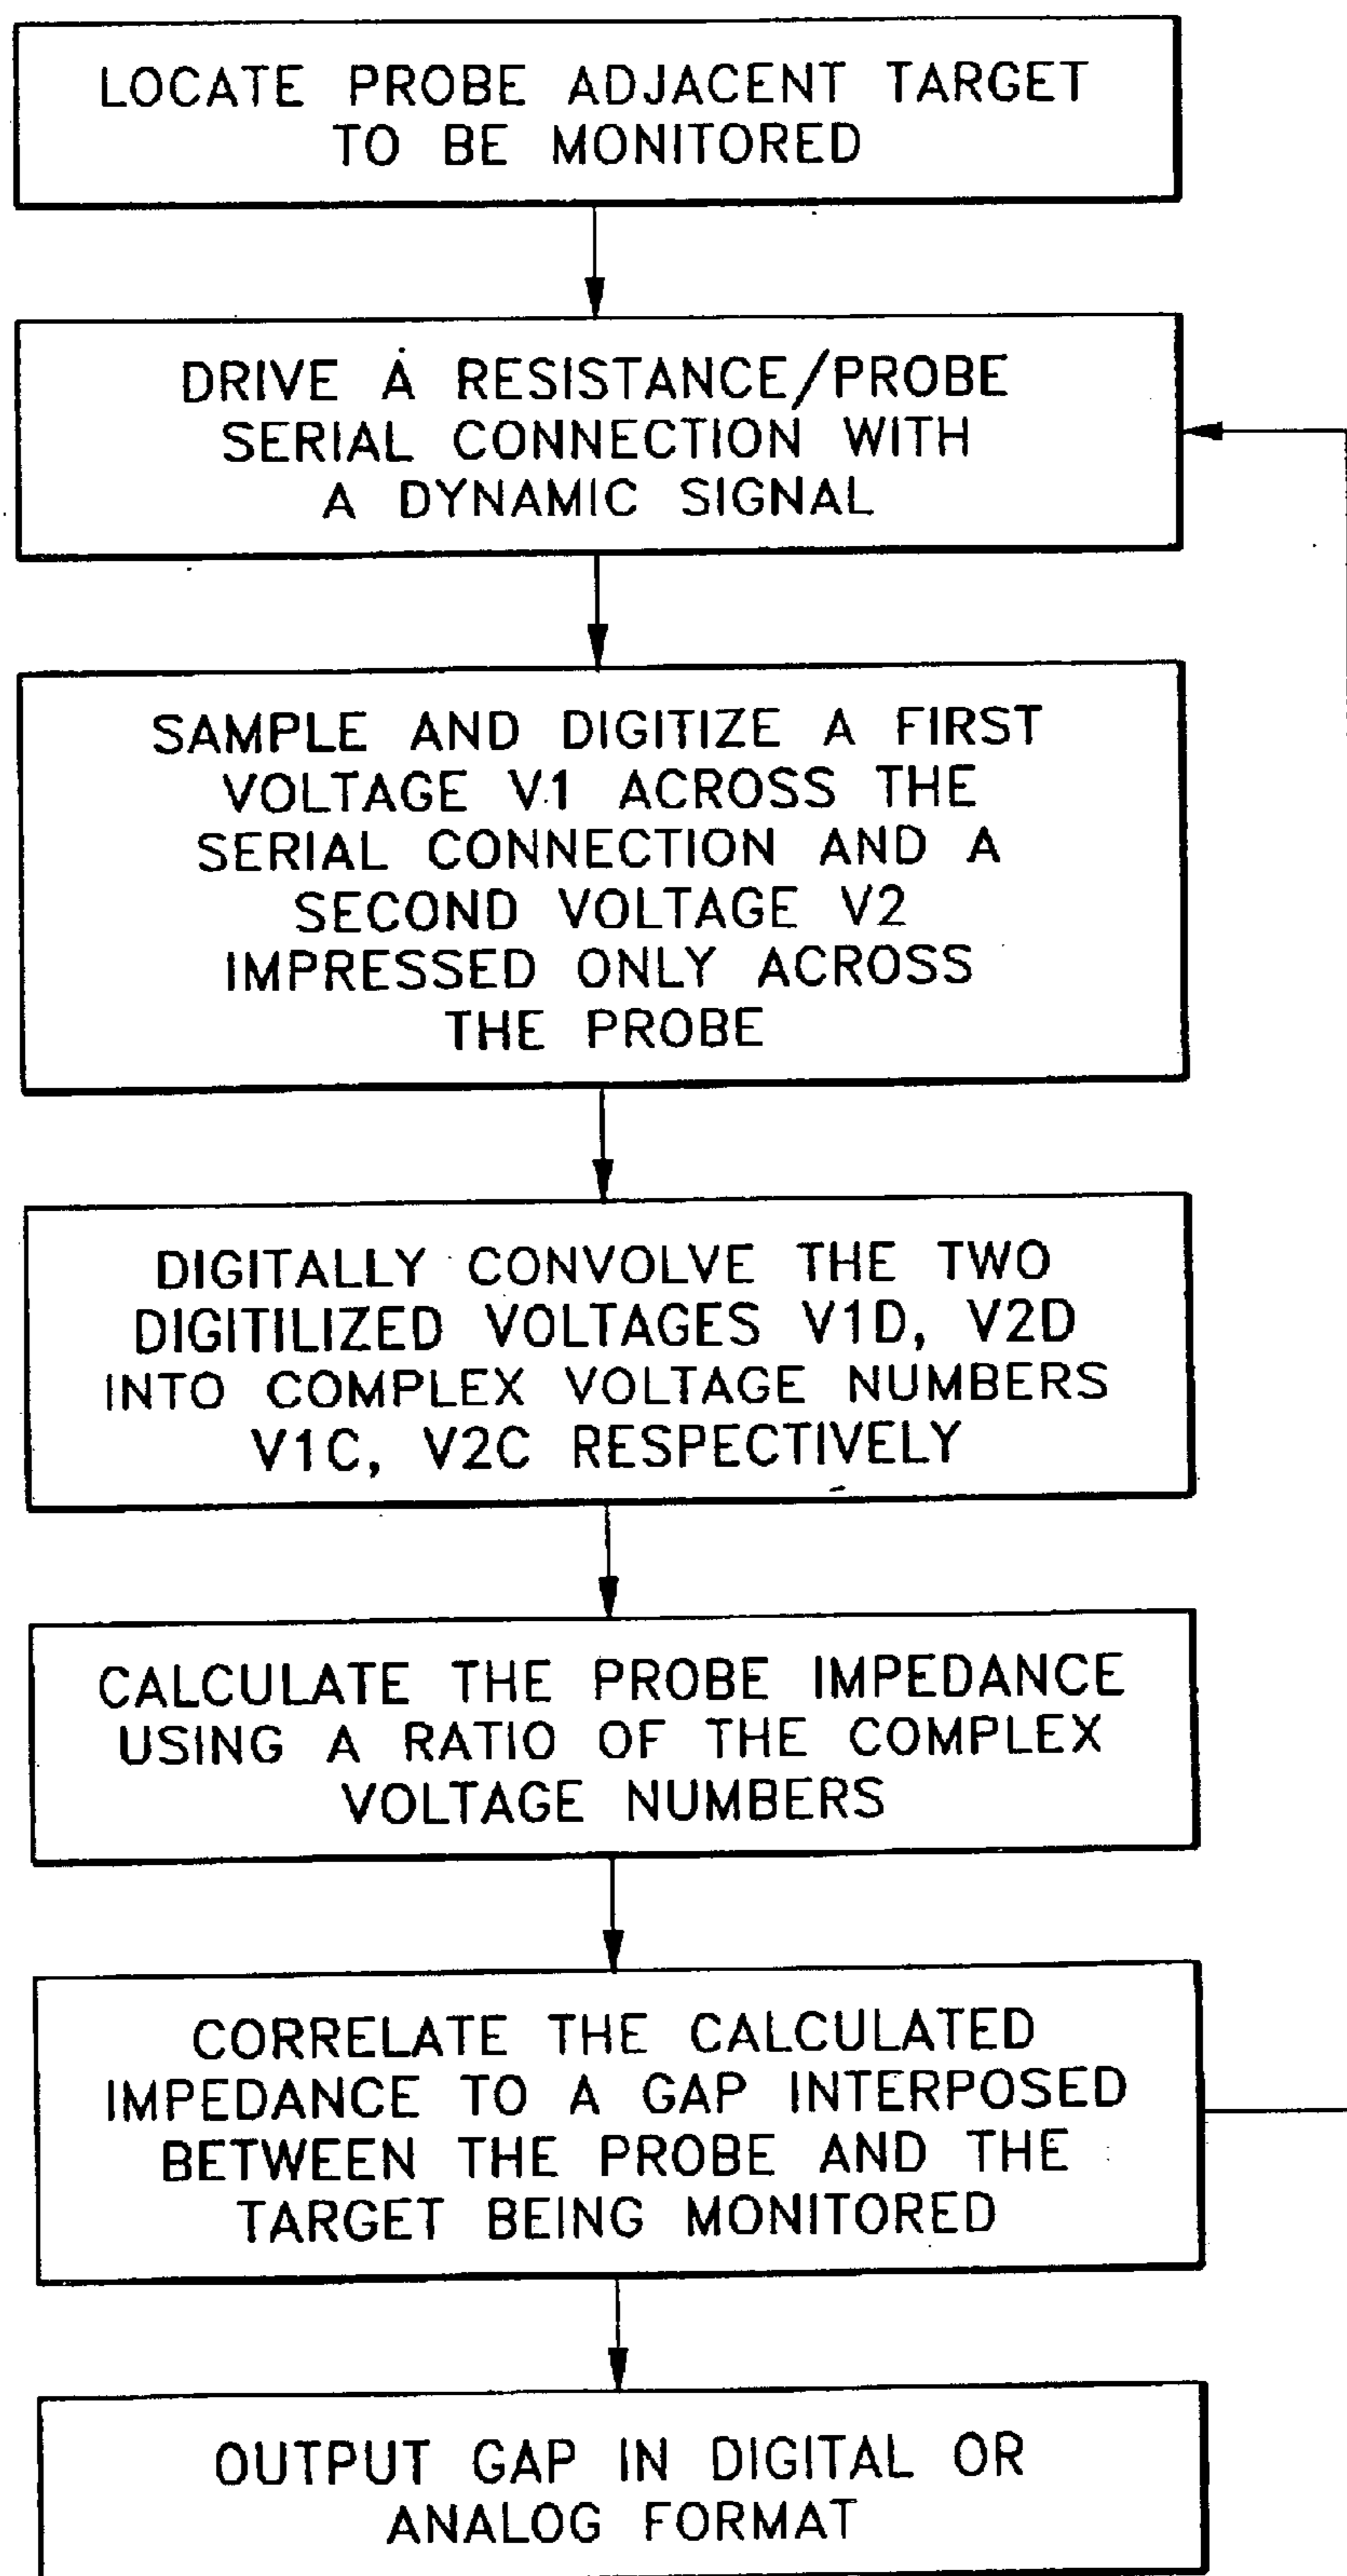 LOCATE PROBE ADJACENT TARGET
TO BE MONITORED
DRIVE A RESISTANCE/PROBE
SERIAL CONNECTION WITH
A DYNAMIC SIGNAL
SAMPLE AND DIGITIZE A FIRST
VOLTAGE V1 ACROSS THE
SERIAL CONNECTION AND A
SECOND VOLTAGE V2
IMPRESSED ONLY ACROSS
THE PROBE
DIGITALLY CONVOLVE THE TWO
DIGITILIZED VOLTAGES V1D, V2D
INTO COMPLEX VOLTAGE NUMBERS
V1C, V2C RESPECTIVELY
CALCULATE THE PROBE IMPEDANCE
USING A RATIO OF THE COMPLEX
VOLTAGE NUMBERS
CORRELATE THE CALCULATED
IMPEDANCE TO A GAP INTERPOSED
BETWEEN THE PROBE AND THE
TARGET BEING MONITORED
OUTPUT GAP IN DIGITAL OR
ANALOG FORMAT